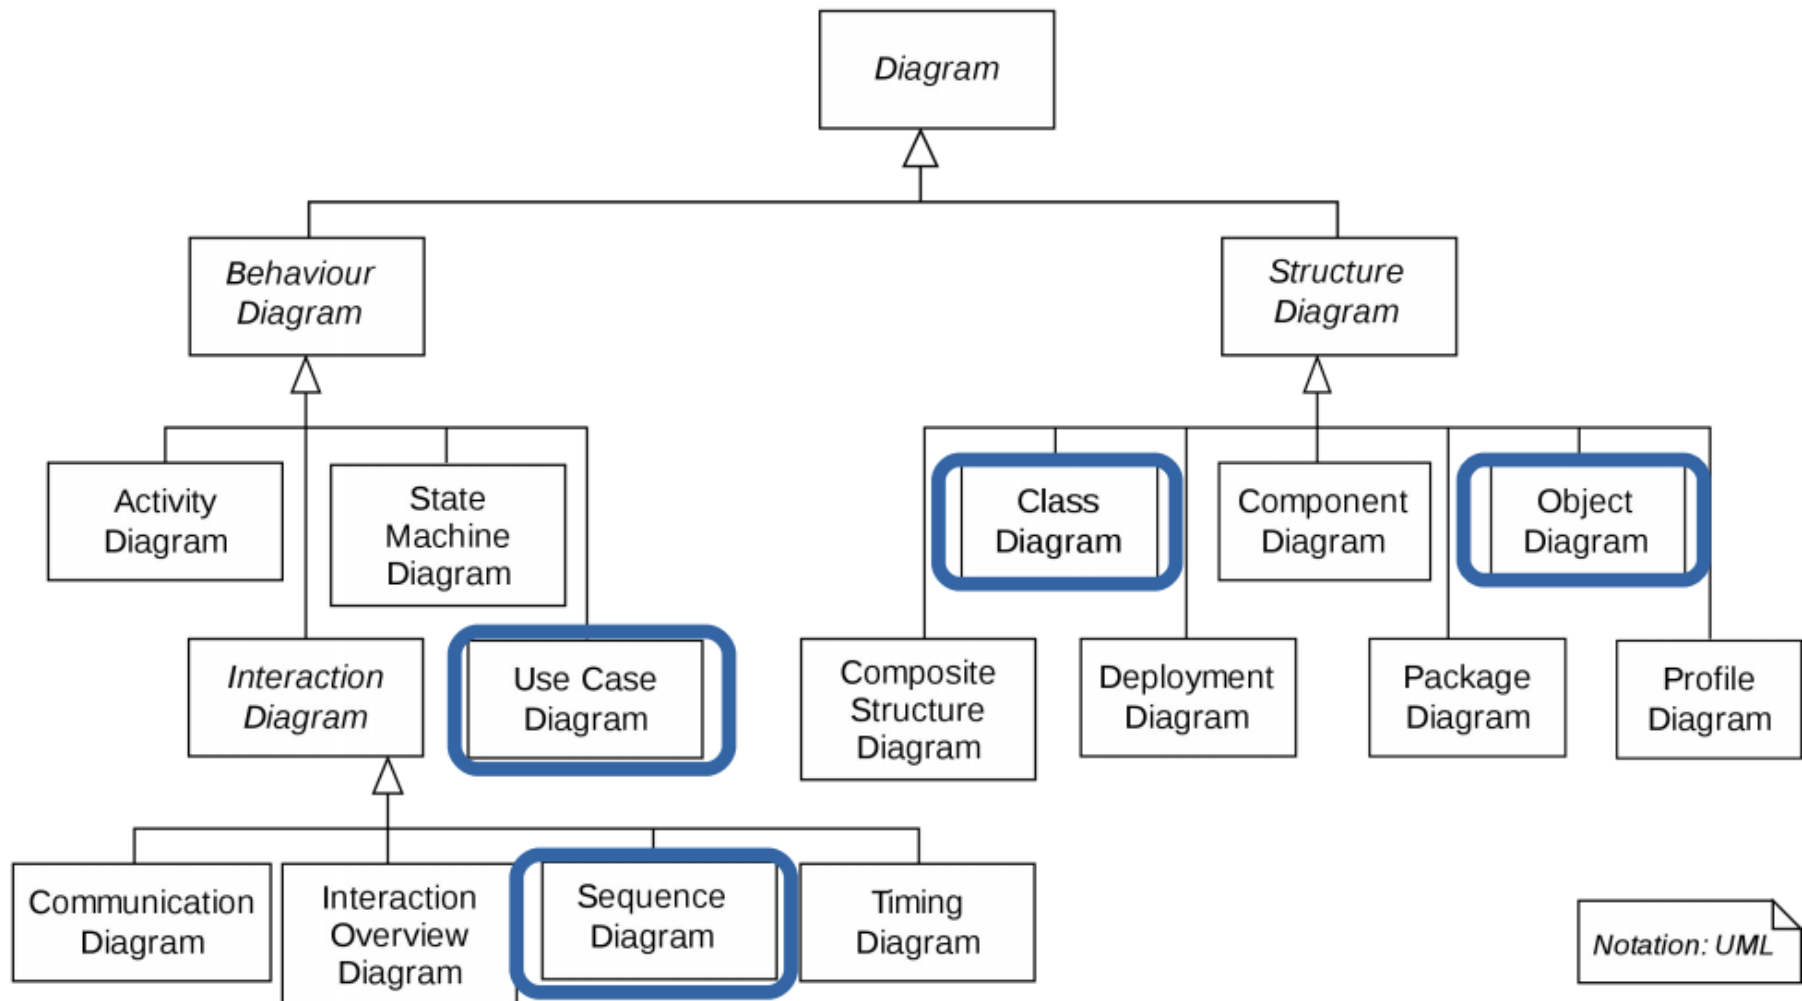 Diagram
Behaviour
Diagram
Structure
Diagram
Activity
Diagram
State
Machine
Diagram
Class
Diagram
Component
Diagram
Object
Diagram
Interaction
Diagram
Use Case
Diagram
Composite
Structure
Diagram
Deployment
Diagram
Package
Diagram
Profile
Diagram
Communication
Diagram
Interaction
Overview
Diagram
Sequence
Diagram
Timing
Diagram
Notation: UML